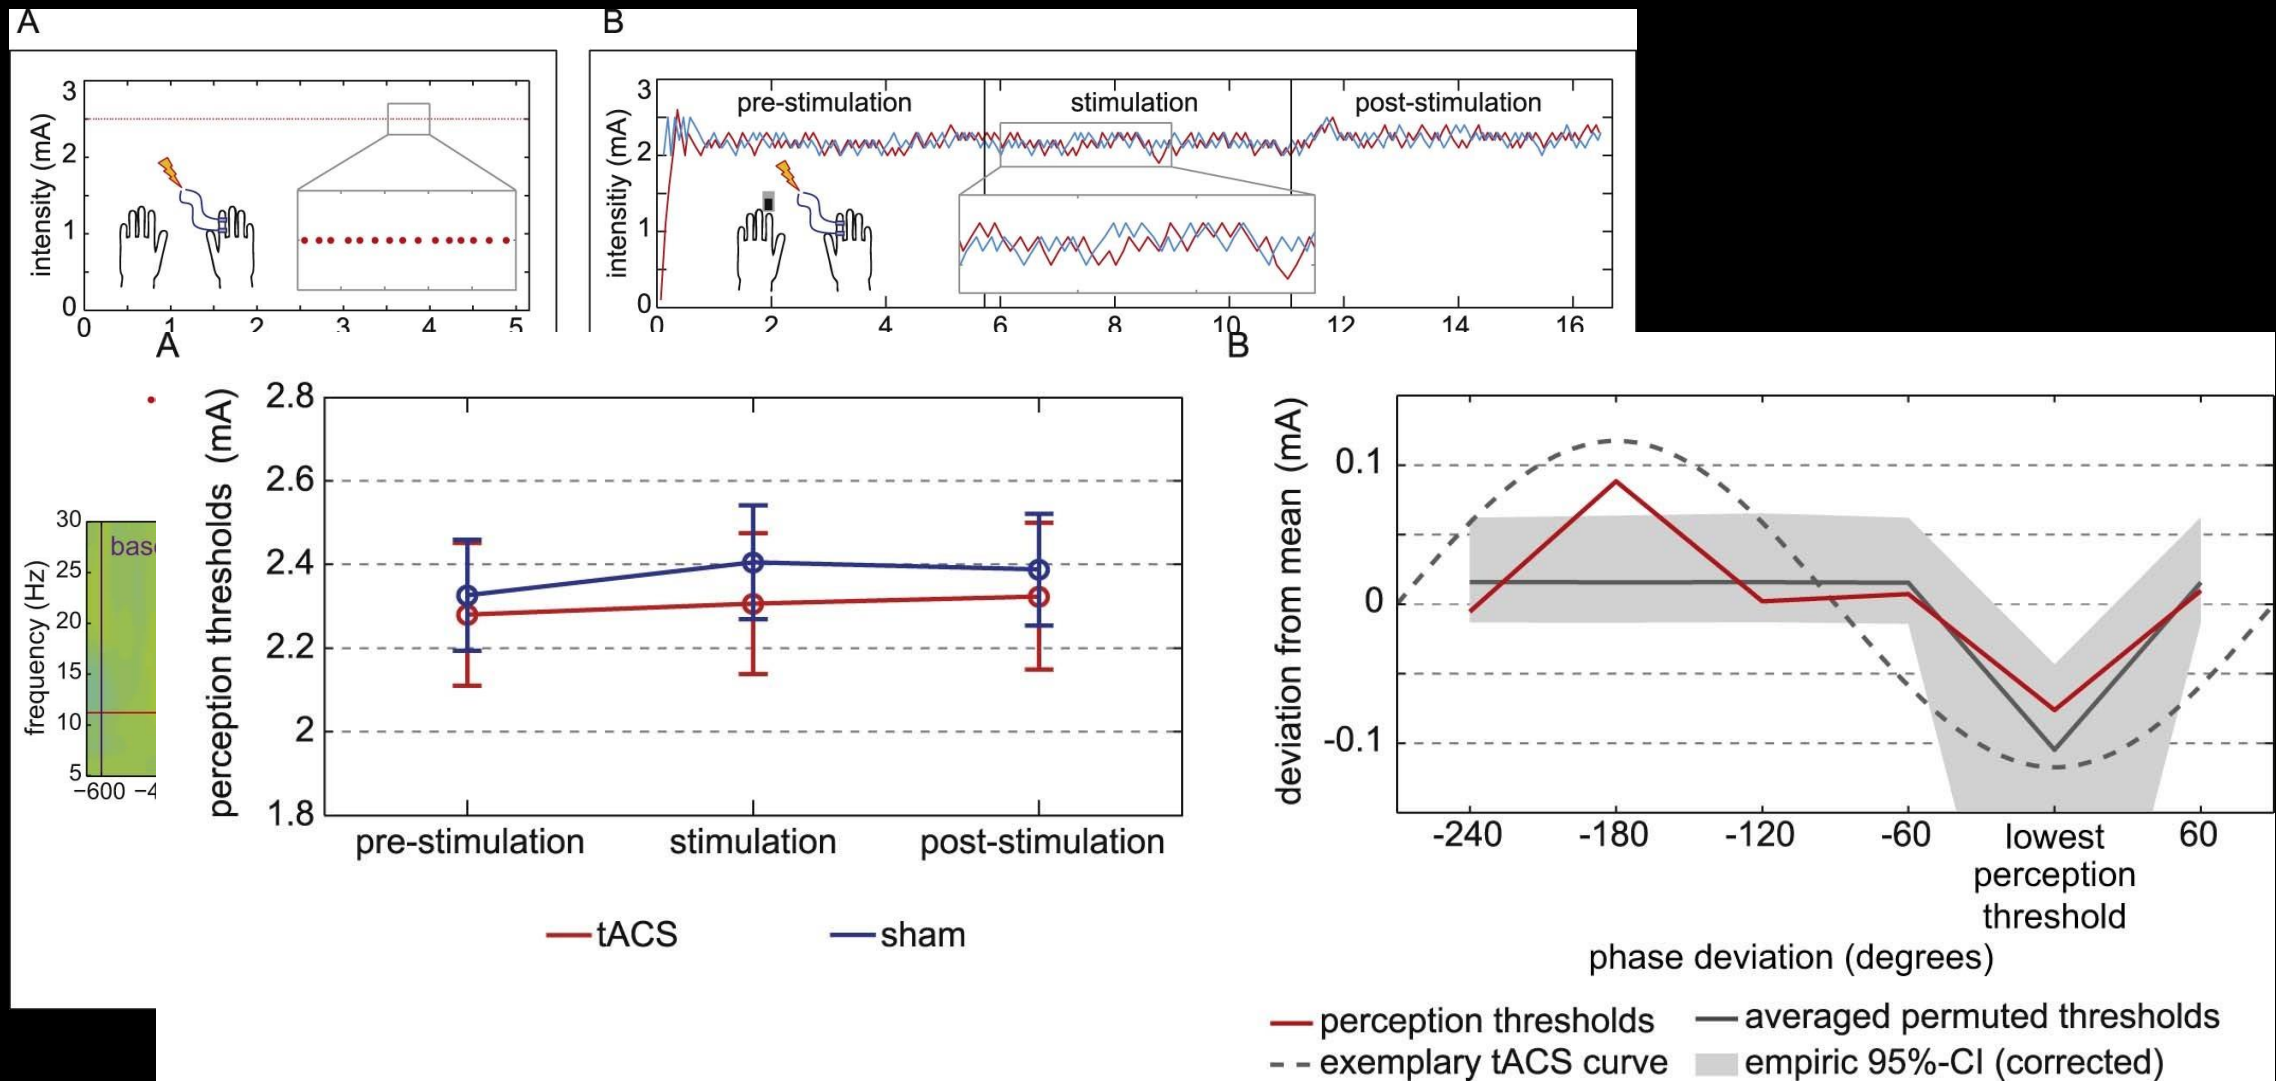 A
B
intensity (mA)
3
2
1
0
0 1 2 3 4 5
intensitiy (mA)
3
2
1
0
pre-stimulation stimulation post-stimulation
0 2 4 6 8 10 12 14 16
frequency (Hz)
30
25
20
15
10
5
−600
A
perception thresholds (mA)
2.8
2.6
2.4
2.2
2
1.8
pre-stimulation stimulation post-stimulation
tACS sham
B
deviation from mean (mA)
0.1
0
-0.1
-240 -180 -120 -60 lowest 60
perception
threshold
phase deviation (degrees)
perception thresholds averaged permuted thresholds
exemplary tACS curve empiric 95%-CI (corrected)